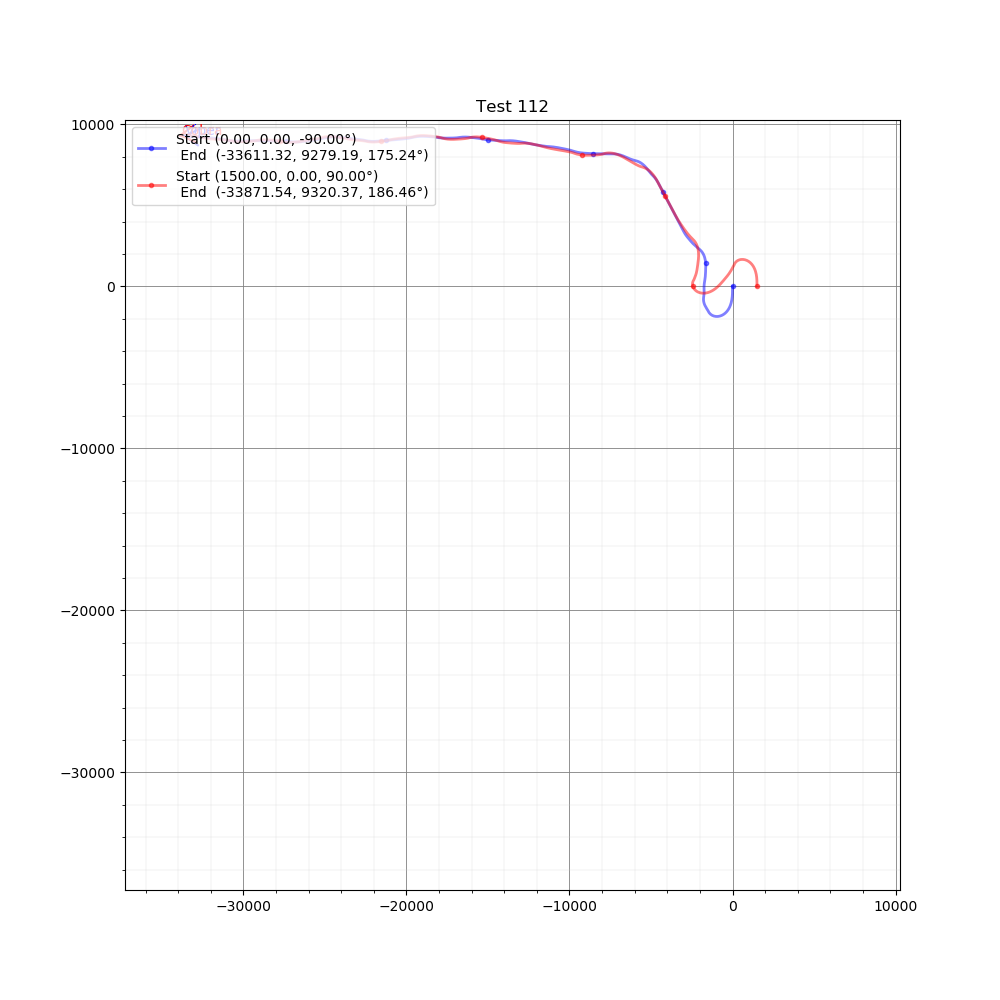 Test 112
10000
0
−10000
−20000
−30000
Start (0.00, 0.00, -90.00°)
End (-33611.32, 9279.19, 175.24°)
Start (1500.00, 0.00, 90.00°)
End (-33871.54, 9320.37, 186.46°)
−30000
−20000
−10000
0
10000